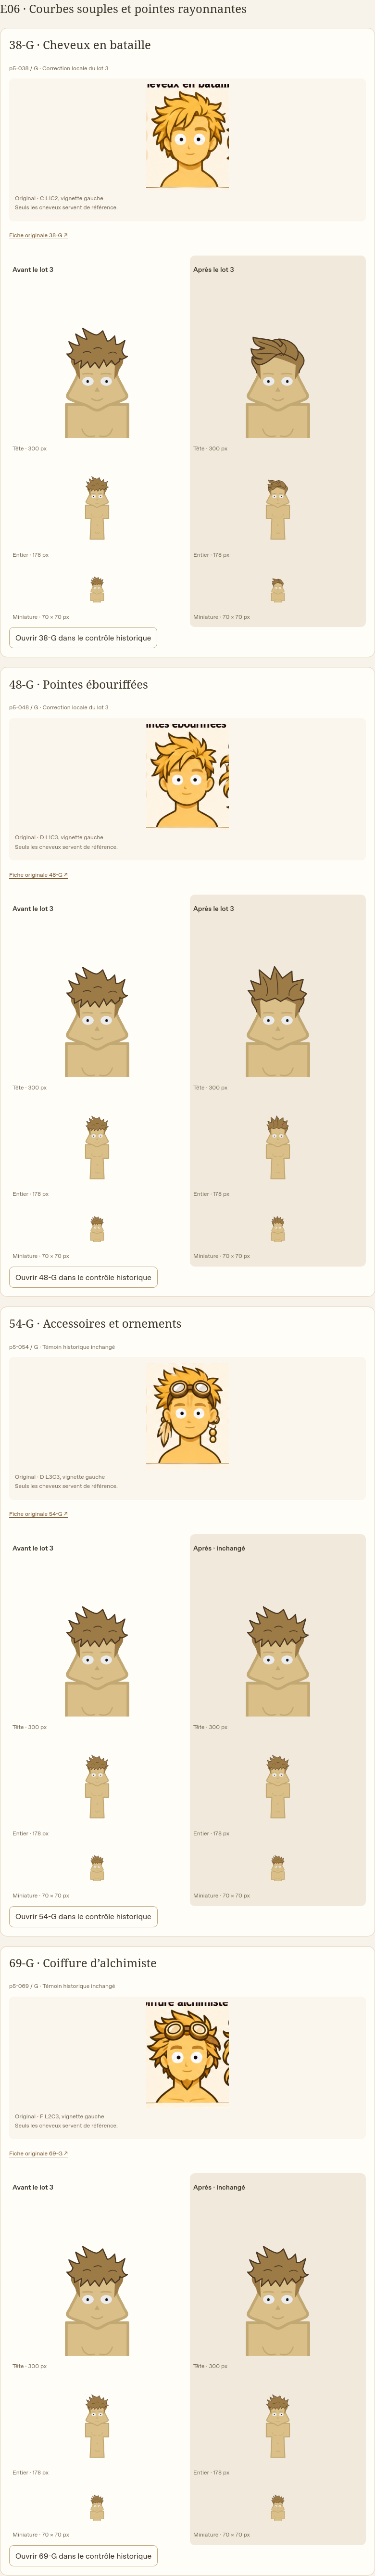 E06 · Courbes souples et pointes rayonnantes
38-G · Cheveux en bataille
p5-038 / G · Correction locale du lot 3
Original · C L1C2, vignette gauche
Seuls les cheveux servent de référence.
Fiche originale 38-G ↗
Avant le lot 3
Après le lot 3
Tête · 300 px
Tête · 300 px
Entier · 178 px
Entier · 178 px
Miniature · 70 × 70 px
Miniature · 70 × 70 px
Ouvrir 38-G dans le contrôle historique
48-G · Pointes ébouriffées
p5-048 / G · Correction locale du lot 3
Original · D L1C3, vignette gauche
Seuls les cheveux servent de référence.
Fiche originale 48-G ↗
Avant le lot 3
Après le lot 3
Tête · 300 px
Tête · 300 px
Entier · 178 px
Entier · 178 px
Miniature · 70 × 70 px
Miniature · 70 × 70 px
Ouvrir 48-G dans le contrôle historique
54-G · Accessoires et ornements
p5-054 / G · Témoin historique inchangé
Original · D L3C3, vignette gauche
Seuls les cheveux servent de référence.
Fiche originale 54-G ↗
Avant le lot 3
Après · inchangé
Tête · 300 px
Tête · 300 px
Entier · 178 px
Entier · 178 px
Miniature · 70 × 70 px
Miniature · 70 × 70 px
Ouvrir 54-G dans le contrôle historique
69-G · Coiffure d’alchimiste
p5-069 / G · Témoin historique inchangé
Original · F L2C3, vignette gauche
Seuls les cheveux servent de référence.
Fiche originale 69-G ↗
Avant le lot 3
Après · inchangé
Tête · 300 px
Tête · 300 px
Entier · 178 px
Entier · 178 px
Miniature · 70 × 70 px
Miniature · 70 × 70 px
Ouvrir 69-G dans le contrôle historique